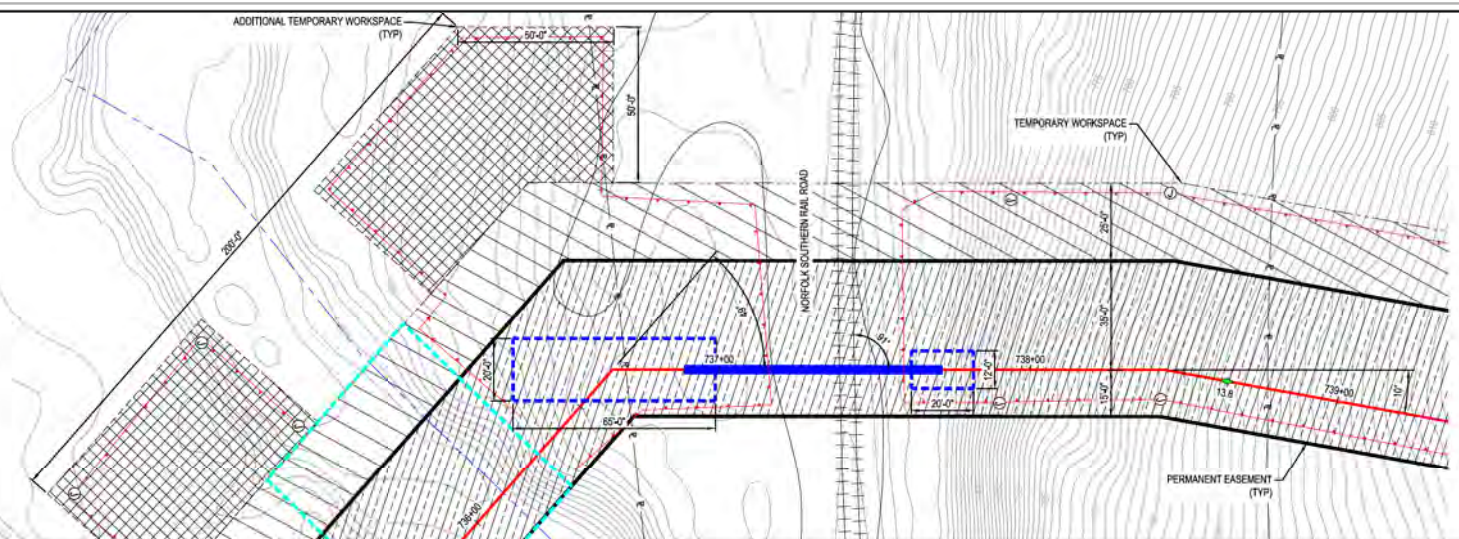 ADDITIONAL TEMPORARY WORKSPACE
(TYP)
50'-0"
50'-0"
TEMPORARY WORKSPACE
(TYP)
200'-0"
NORFOLK SOUTHERN RAIL ROAD
25'-0"
35'-0"
15'-0"
91°
737+00
738+00
739+00
20'-0"
12'-0"
20'-0"
65'-0"
13.8
10°
736+00
PERMANENT EASEMENT
(TYP)